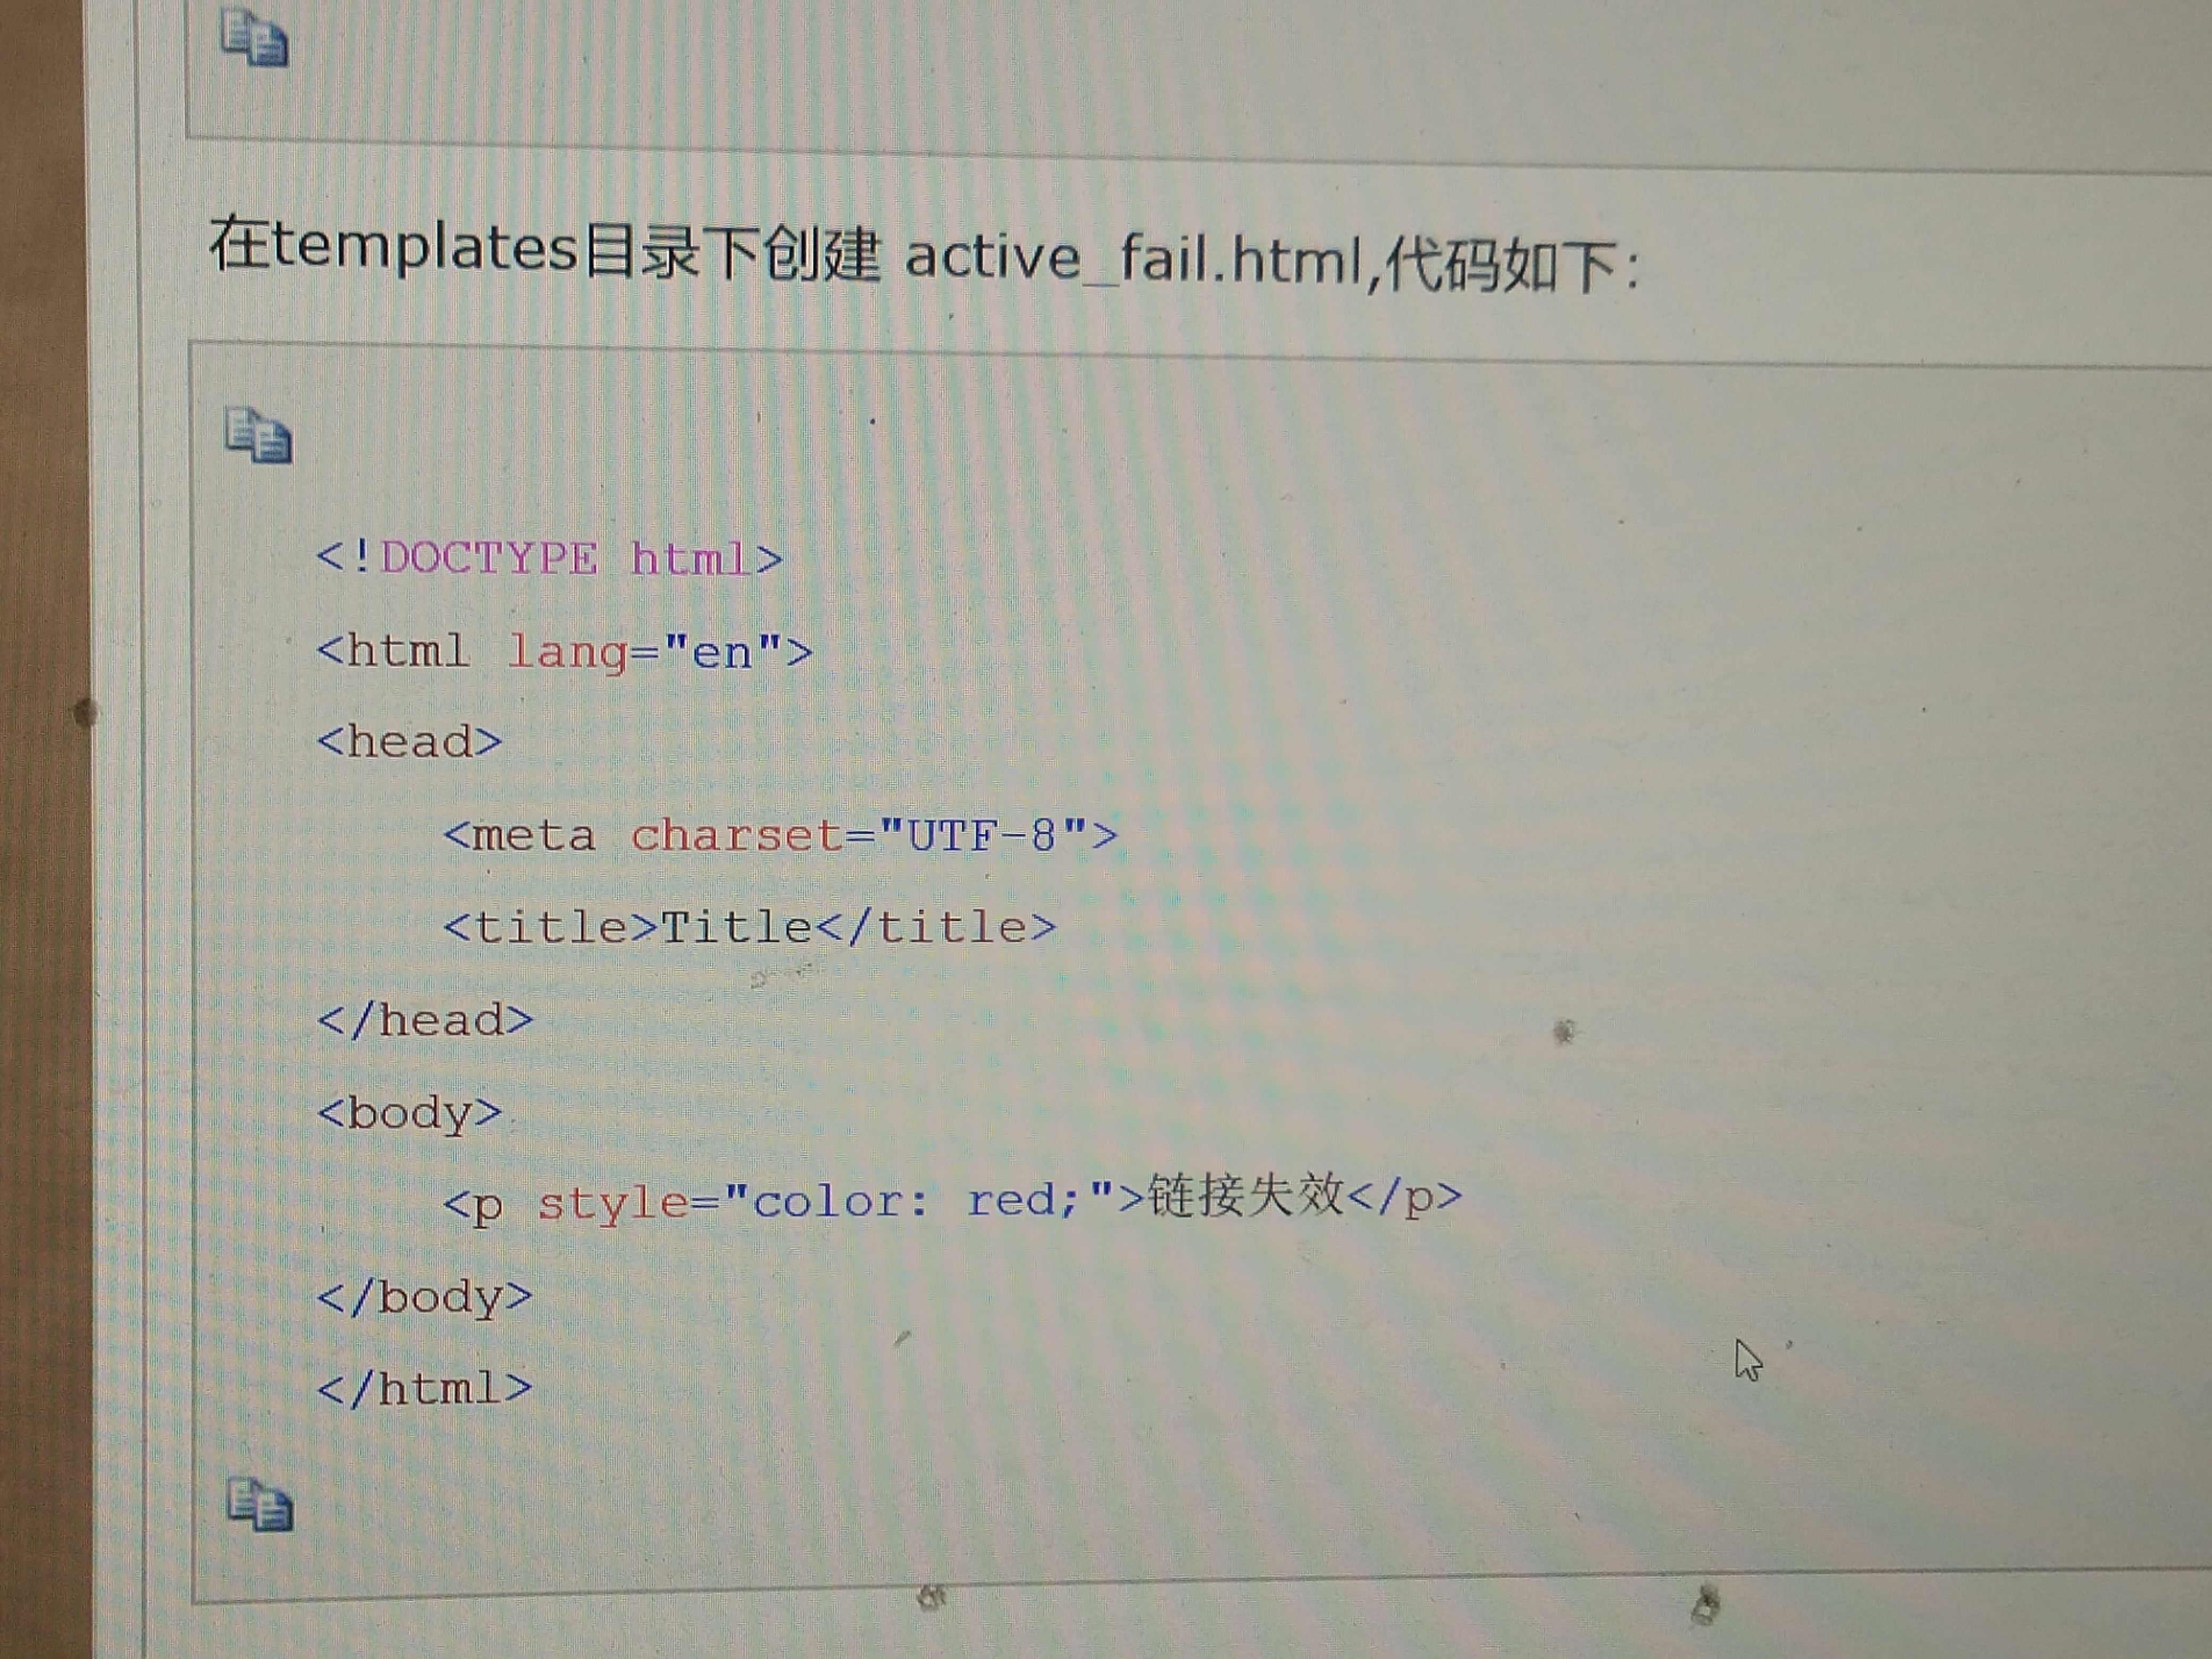 在templates目录下创建 active_fail.html,代码如下:
<!DOCTYPE html>
<html lang="en">
<head>
    <meta charset="UTF-8">
    <title>Title</title>
</head>
<body>
    <p style="color: red;">链接失效</p>
</body>
</html>